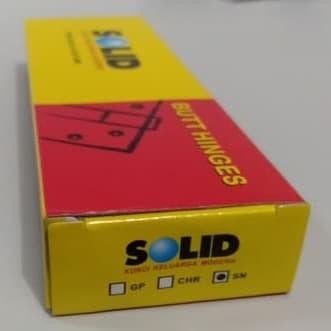 SOLID
BUTT HINGES
SOLID
KUNCI KELUARGA MODERN
GP CHR SN